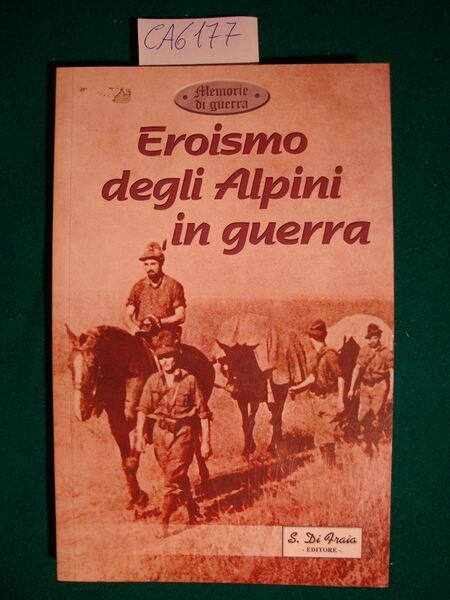 CA6177
Memorie
di guerra
Eroismo
degli Alpini
in guerra
S. Di Fraia
- EDITORE -